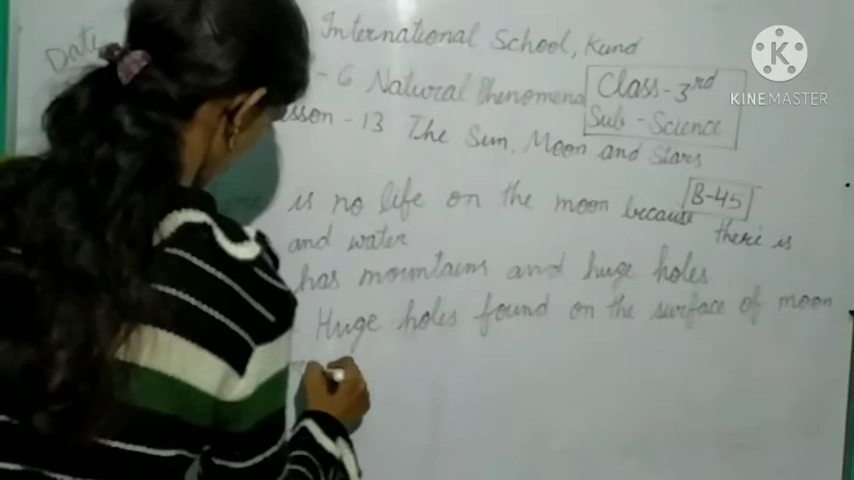 Date
International School, Kund
- 6 Natural Phenomena
Class - 3rd
Sub - Science
sson - 13 The Sun, Moon and Stars
B-45
is no life on the moon because there is
and water
has mountains and huge holes
Huge holes found on the surface of moon
KINEMASTER